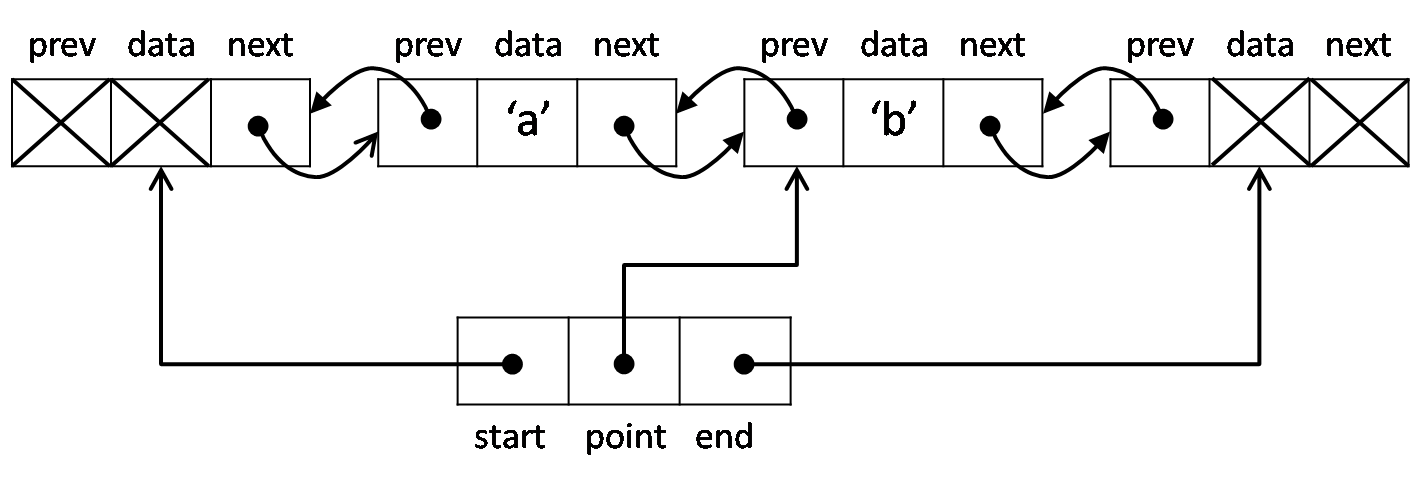 prev data next prev data next prev data next prev data next
‘a’ ‘b’
start point end